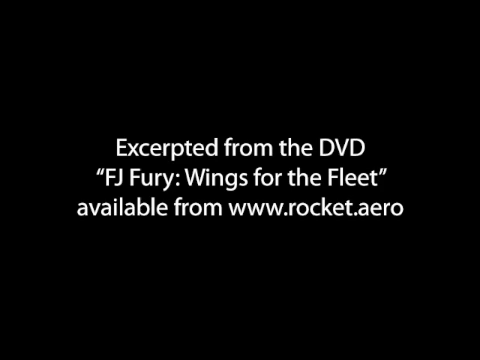 Excerpted from the DVD
“FJ Fury: Wings for the Fleet”
available from www.rocket.aero